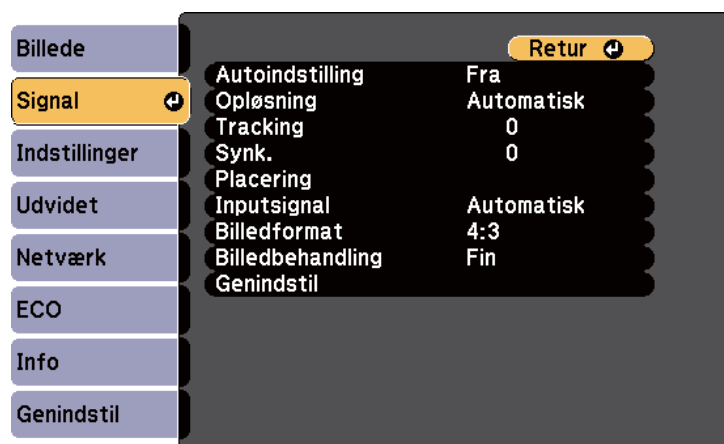 Billede
Signal
Indstillinger
Udvidet
Netværk
ECO
Info
Genindstil
Retur
Autoindstilling Fra
Opløsning Automatisk
Tracking 0
Synk. 0
Placering
Inputsignal Automatisk
Billedformat 4:3
Billedbehandling Fin
Genindstil